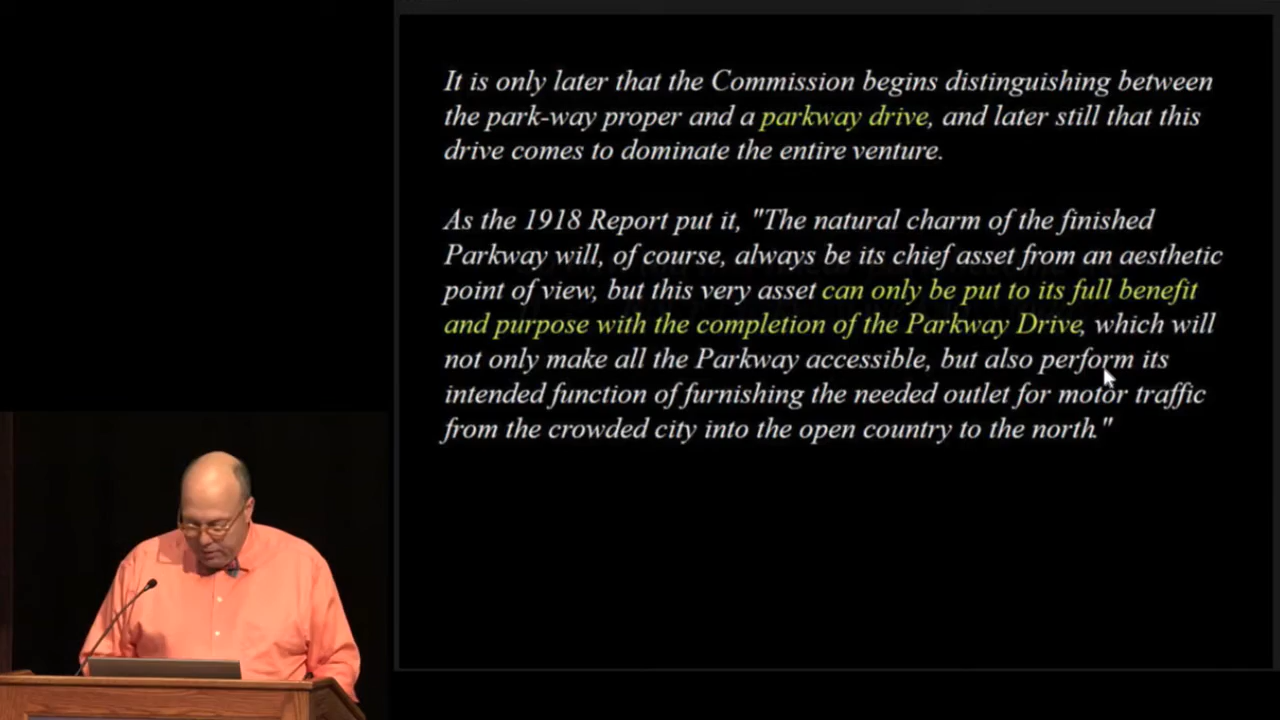 It is only later that the Commission begins distinguishing between
the park-way proper and a parkway drive, and later still that this
drive comes to dominate the entire venture.
As the 1918 Report put it, "The natural charm of the finished
Parkway will, of course, always be its chief asset from an aesthetic
point of view, but this very asset can only be put to its full benefit
and purpose with the completion of the Parkway Drive, which will
not only make all the Parkway accessible, but also perform its
intended function of furnishing the needed outlet for motor traffic
from the crowded city into the open country to the north."